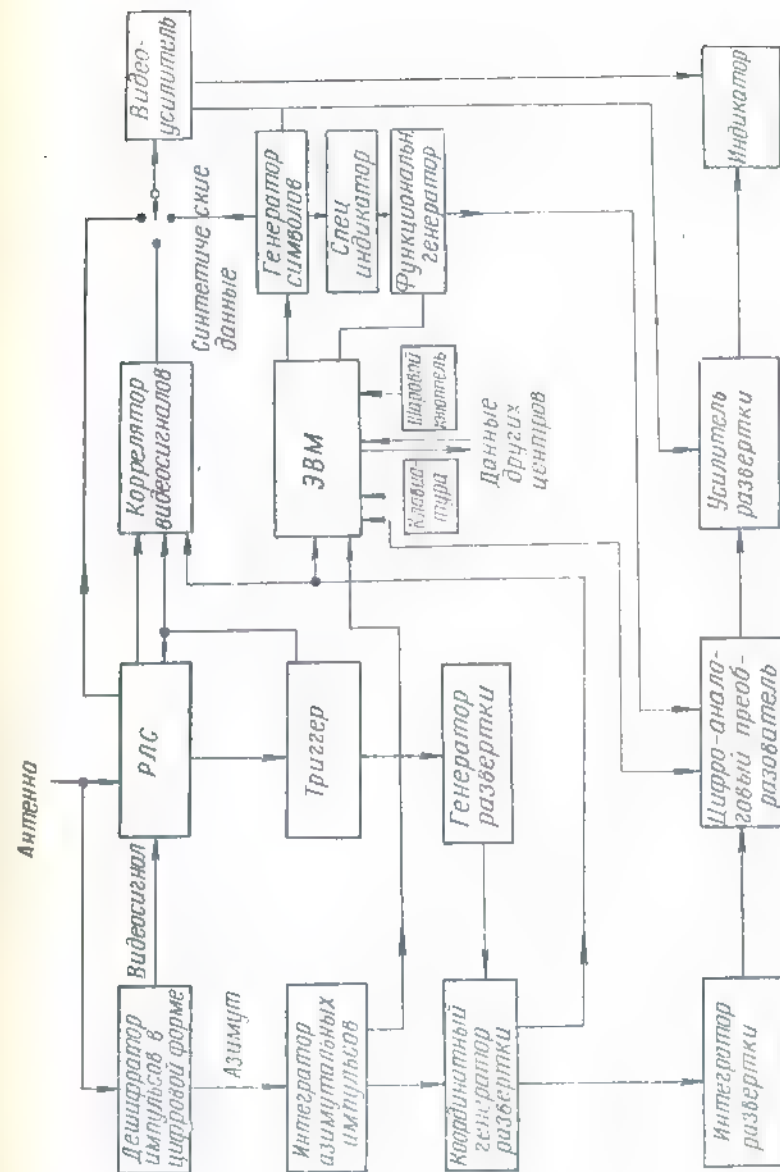 Антенна
Дешифратор
импульсов в
цифровой форме
Видеосигнал
РЛС
Коррелятор
видеосигналов
Видео-
усилитель
Синтетические
данные
Азимут
Интегратор
азимутальных
импульсов
Триггер
ЭВМ
Генератор
символов
Спец
индикатор
Функциональн
генератор
Клавиа-
тура
Шаровой
кнюппель
Данные
других
центров
Координатный
генератор
развертки
Генератор
развертки
Интегратор
развертки
Цифро-анало-
говый преоб-
разователь
Усилитель
развертки
Индикатор